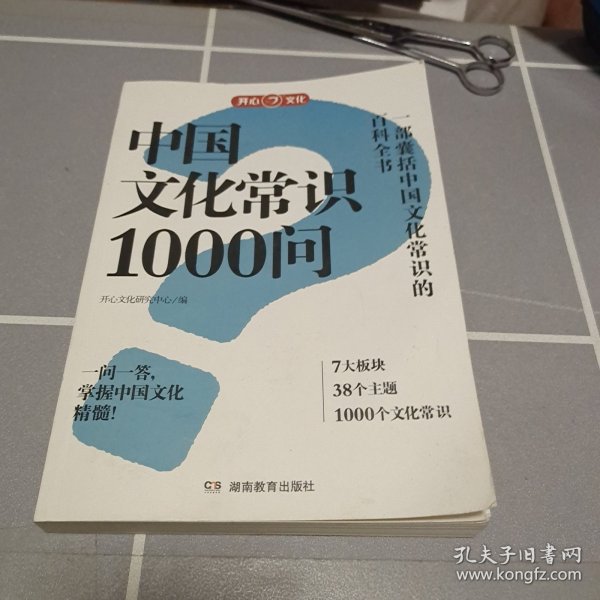 开心 文化
中国
文化常识
1000问
一部囊括中国文化常识的
百科全书
开心文化研究中心/编
一问一答，
掌握中国文化
精髓！
7大板块
38个主题
1000个文化常识
CTS 湖南教育出版社
孔夫子旧书网
www.kongfz.com